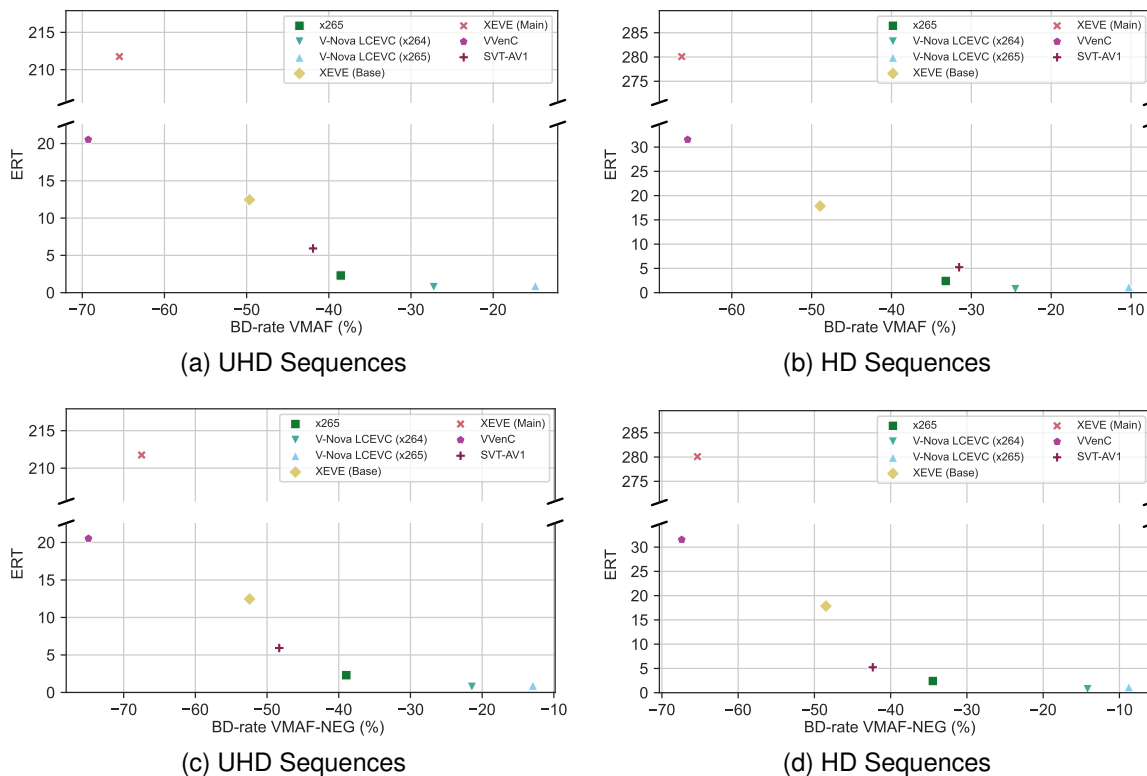 x265
V-Nova LCEVC (x264)
V-Nova LCEVC (x265)
XEVE (Base)
XEVE (Main)
VVenC
SVT-AV1
215
210
20
15
10
5
0
ERT
−70 −60 −50 −40 −30 −20
BD-rate VMAF (%)
(a) UHD Sequences
x265
V-Nova LCEVC (x264)
V-Nova LCEVC (x265)
XEVE (Base)
XEVE (Main)
VVenC
SVT-AV1
285
280
275
30
25
20
15
10
5
0
ERT
−60 −50 −40 −30 −20 −10
BD-rate VMAF (%)
(b) HD Sequences
x265
V-Nova LCEVC (x264)
V-Nova LCEVC (x265)
XEVE (Base)
XEVE (Main)
VVenC
SVT-AV1
215
210
20
15
10
5
0
ERT
−70 −60 −50 −40 −30 −20 −10
BD-rate VMAF-NEG (%)
(c) UHD Sequences
x265
V-Nova LCEVC (x264)
V-Nova LCEVC (x265)
XEVE (Base)
XEVE (Main)
VVenC
SVT-AV1
285
280
275
30
25
20
15
10
5
0
ERT
−70 −60 −50 −40 −30 −20 −10
BD-rate VMAF-NEG (%)
(d) HD Sequences